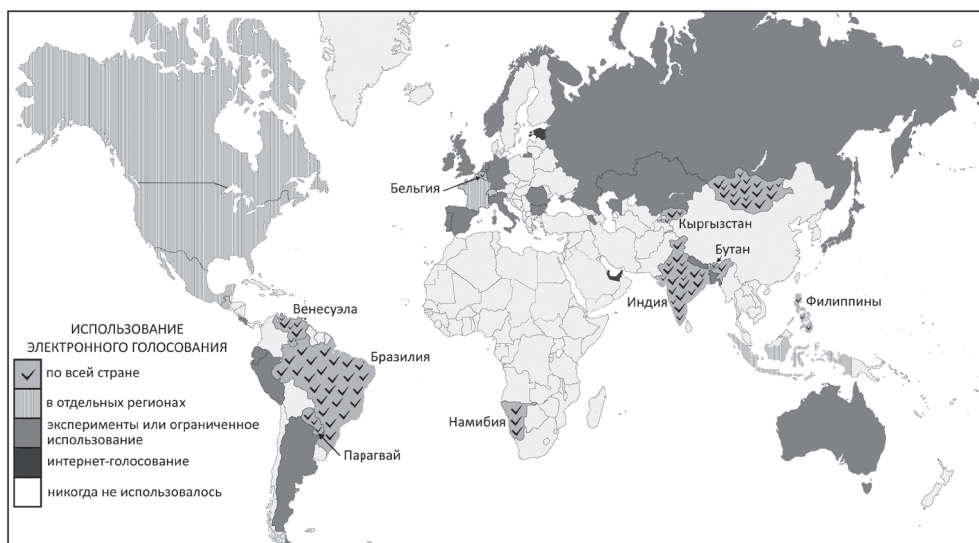 Бельгия
Кыргызстан
Бутан
Индия
Филиппины
Венесуэла
Бразилия
Намибия
Парагвай
ИСПОЛЬЗОВАНИЕ
ЭЛЕКТРОННОГО ГОЛОСОВАНИЯ
по всей стране
в отдельных регионах
эксперименты или ограниченное
использование
интернет-голосование
никогда не использовалось